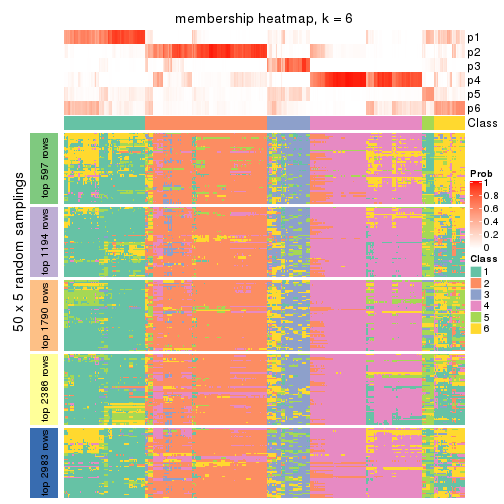 membership heatmap, k = 6
p1
p2
p3
p4
p5
p6
Class
50 x 5 random samplings
top 597 rows
top 1194 rows
top 1790 rows
top 2386 rows
top 2983 rows
Prob
1
0.8
0.6
0.4
0.2
0
Class
1
2
3
4
5
6